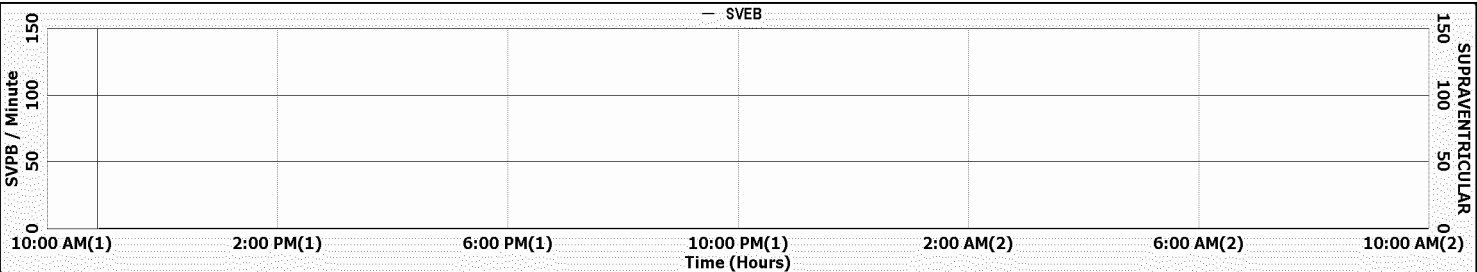 — SVEB
150
100
50
0
SVPB / Minute
150
100
50
0
SUPRAVENTRICULAR
10:00 AM(1) 2:00 PM(1) 6:00 PM(1) 10:00 PM(1) 2:00 AM(2) 6:00 AM(2) 10:00 AM(2)
Time (Hours)